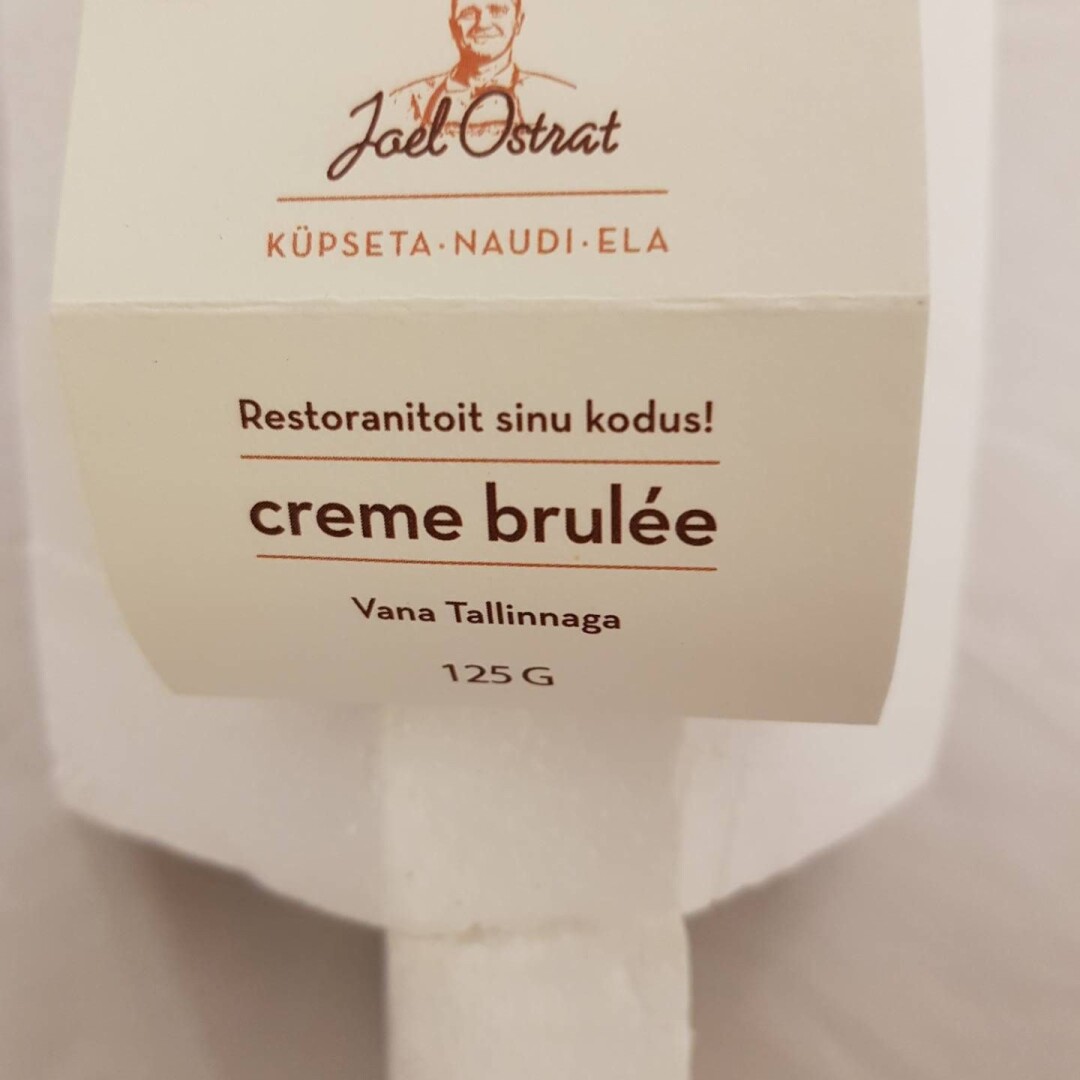 Joel Ostrat
KÜPSETA·NAUDI·ELA
Restoranitoit sinu kodus!
creme brulée
Vana Tallinnaga
125 G